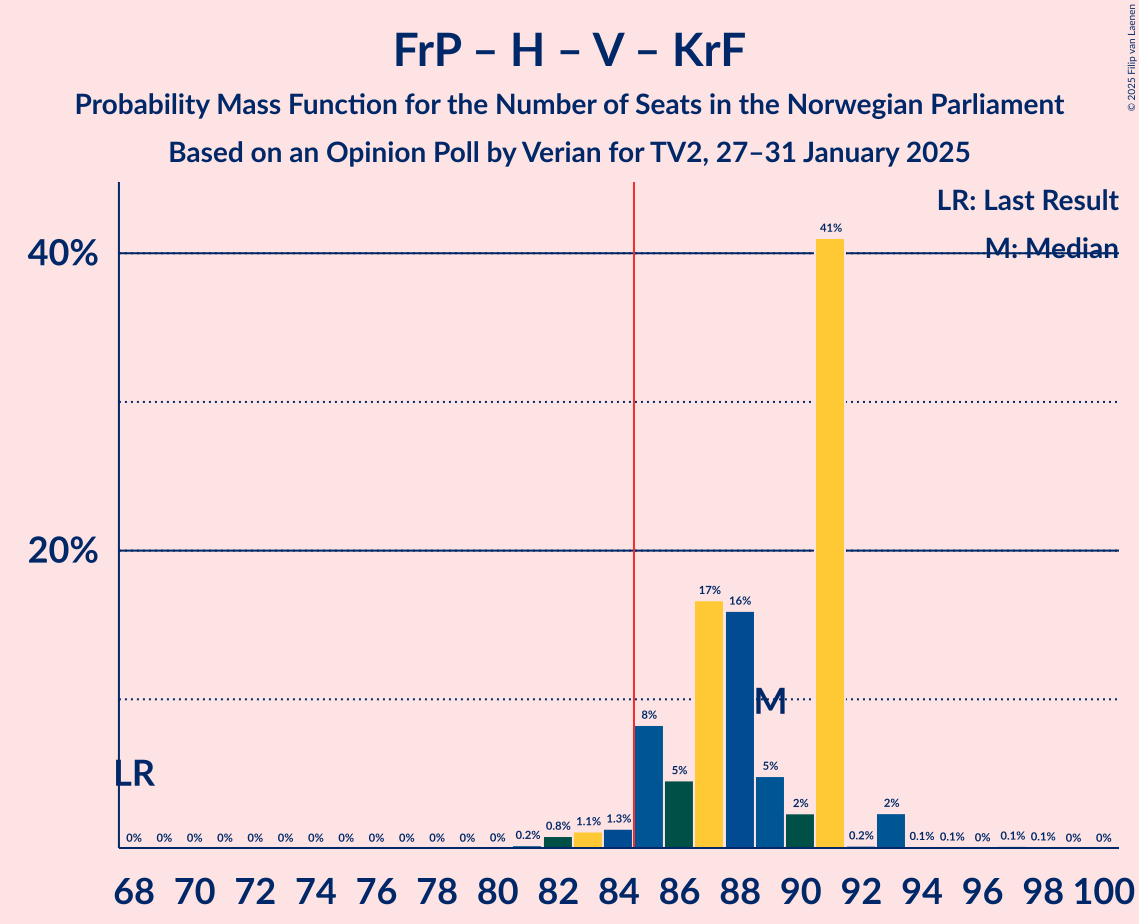 FrP – H – V – KrF
Probability Mass Function for the Number of Seats in the Norwegian Parliament
Based on an Opinion Poll by Verian for TV2, 27–31 January 2025
© 2025 Filip van Laenen
LR: Last Result
M: Median
40%
20%
41%
17%
16%
M
8%
5%
5%
LR
2%
2%
0% 0% 0% 0% 0% 0% 0% 0% 0% 0% 0% 0% 0% 0.2% 0.8% 1.1% 1.3% 0.2% 0.1% 0.1% 0% 0.1% 0.1% 0% 0%
68 70 72 74 76 78 80 82 84 86 88 90 92 94 96 98 100